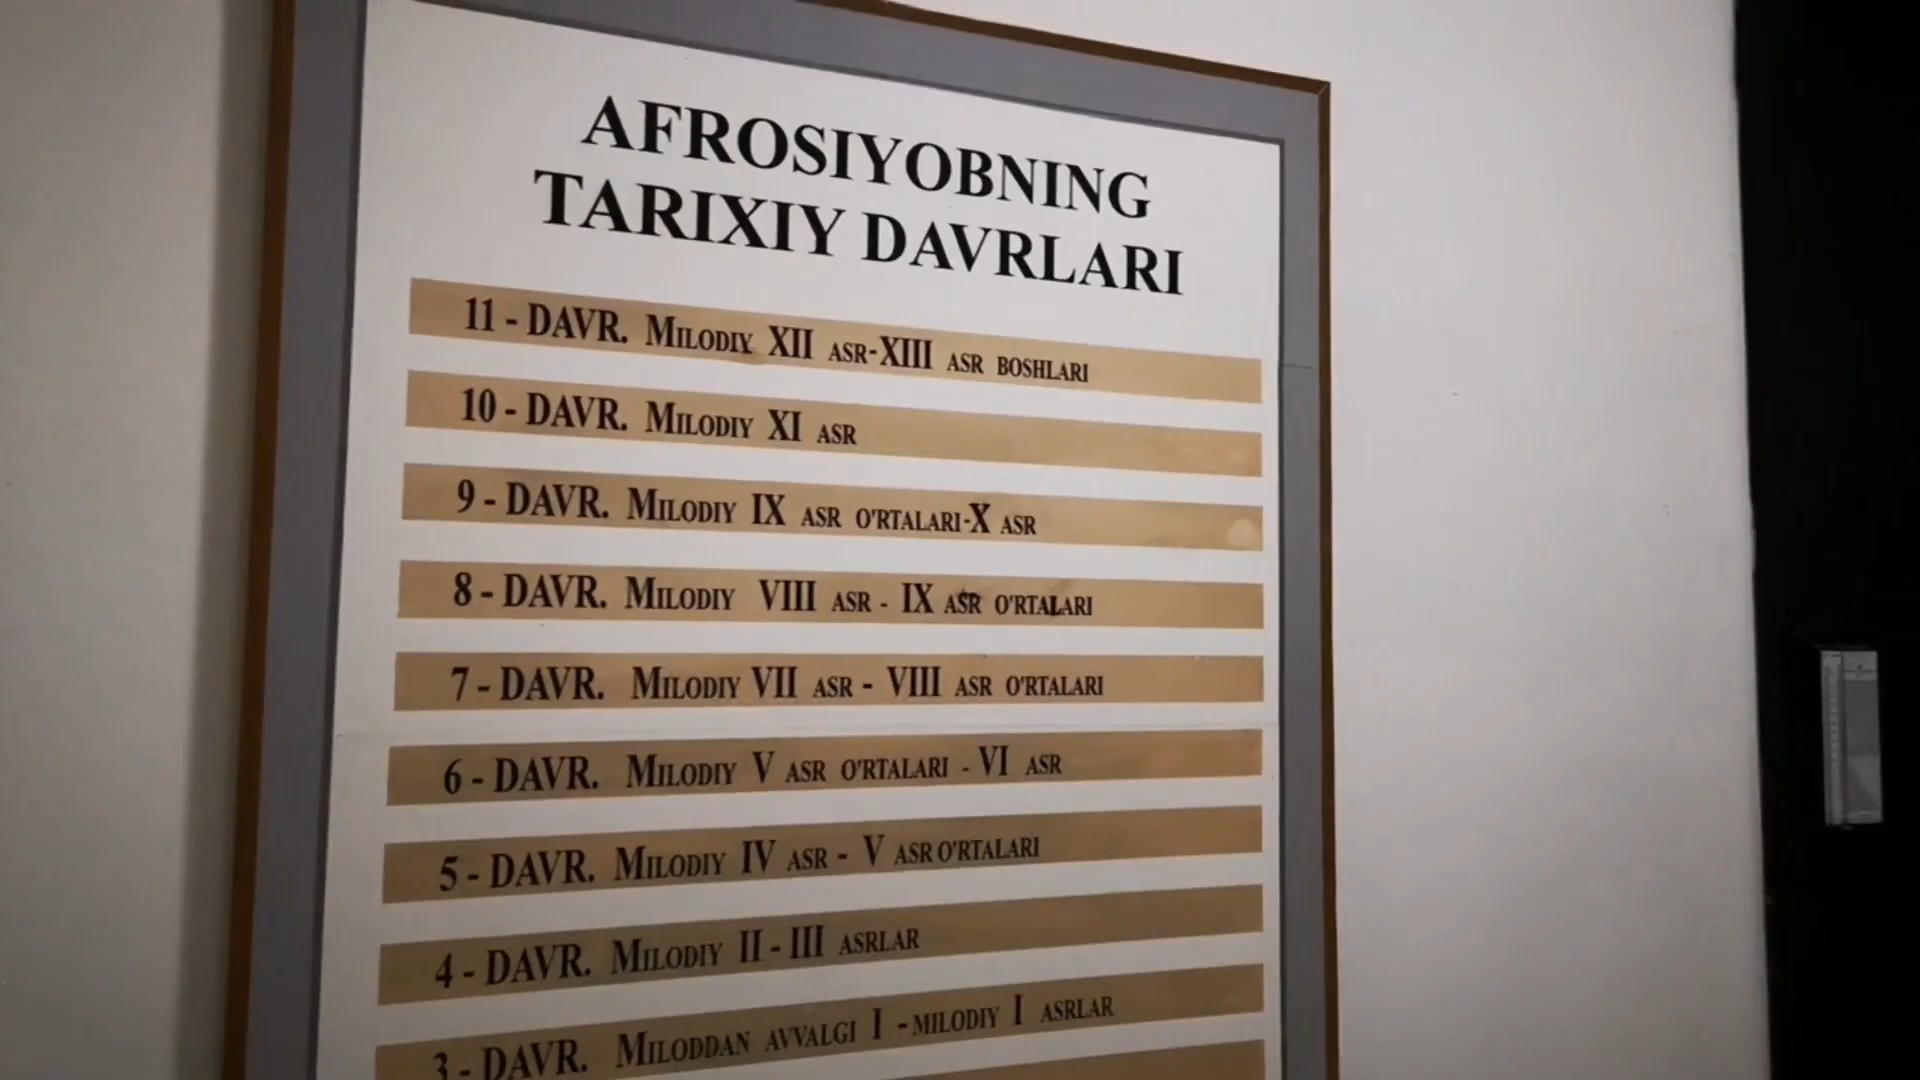 AFROSIYOBNING
TARIXIY DAVRLARI
11 - DAVR. MILODIY XII ASR-XIII ASR BOSHLARI
10 - DAVR. MILODIY XI ASR
9 - DAVR. MILODIY IX ASR O'RTALARI-X ASR
8 - DAVR. MILODIY VIII ASR - IX ASR O'RTALARI
7 - DAVR. MILODIY VII ASR - VIII ASR O'RTALARI
6 - DAVR. MILODIY V ASR O'RTALARI - VI ASR
5 - DAVR. MILODIY IV ASR - V ASR O'RTALARI
4 - DAVR. MILODIY II - III ASRLAR
3 - DAVR. MILODDAN AVVALGI I - MILODIY I ASRLAR